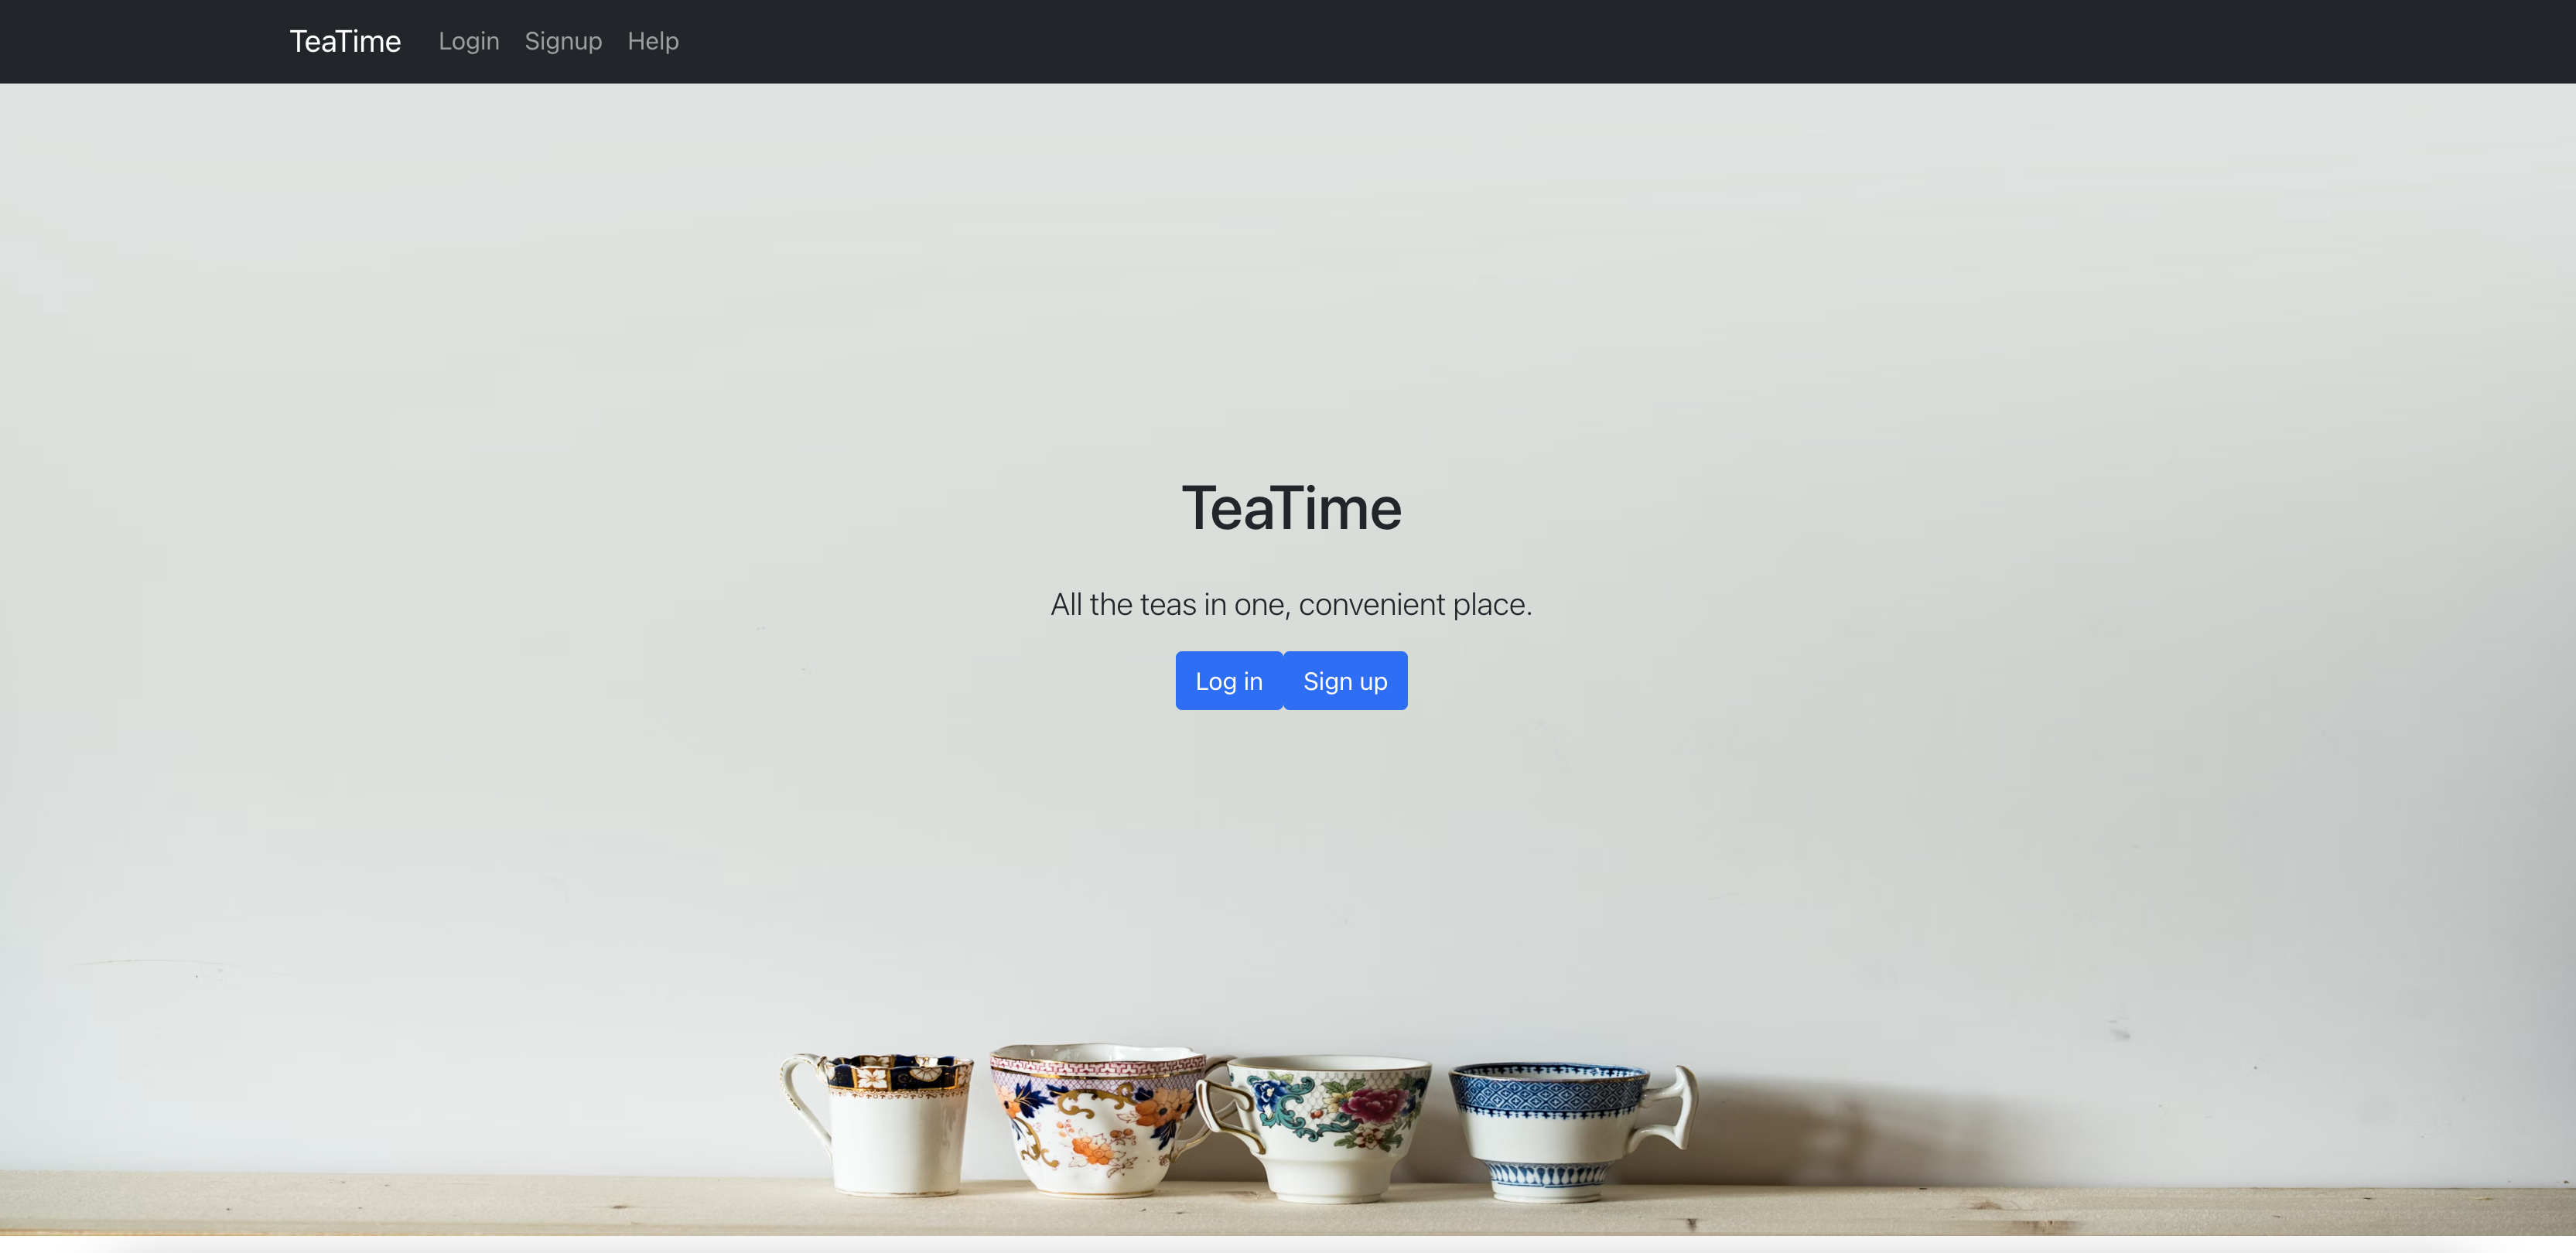 TeaTime Login Signup Help
TeaTime
All the teas in one, convenient place.
Log in Sign up